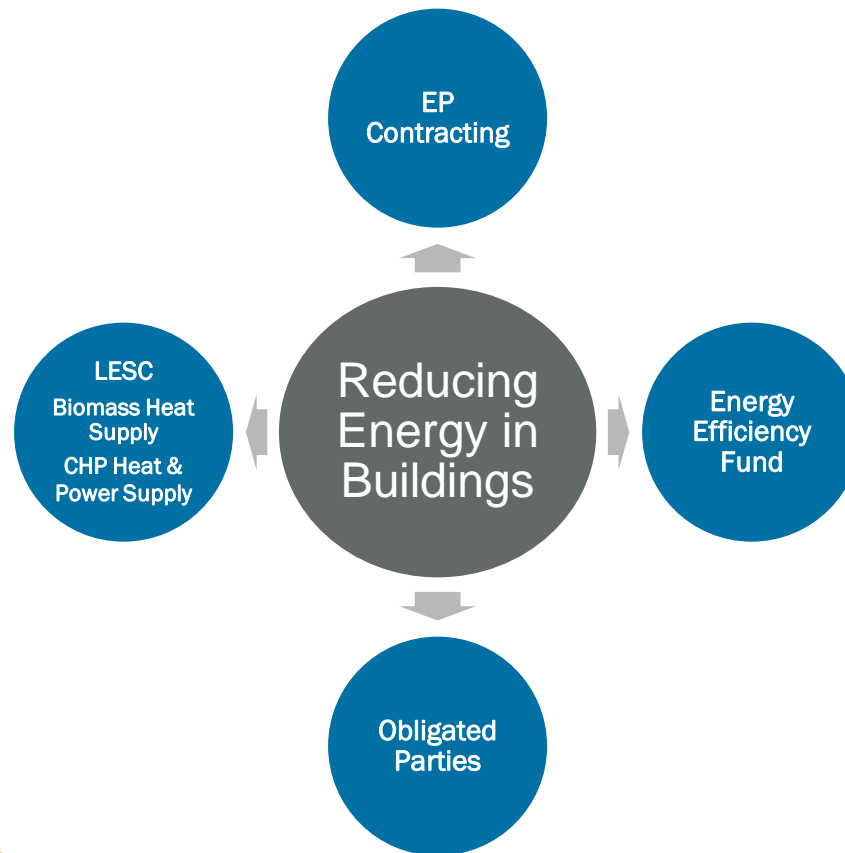 EP
Contracting
LESC
Biomass Heat
Supply
CHP Heat &
Power Supply
Reducing
Energy in
Buildings
Energy
Efficiency
Fund
Obligated
Parties